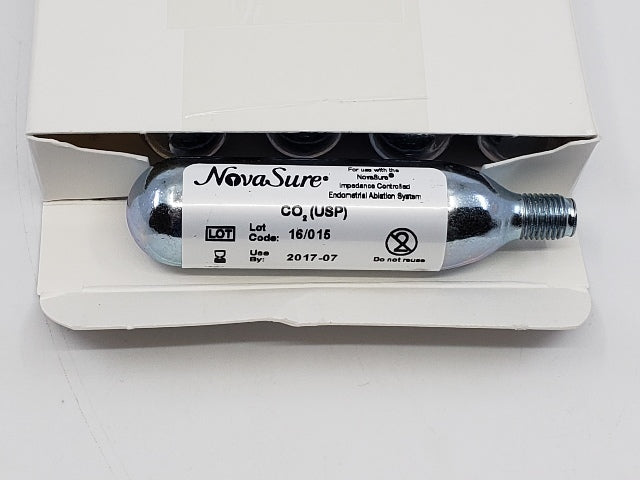 NovaSure®
For use with the
NovaSure®
Impedance Controlled
Endometrial Ablation System
CO2 (USP)
LOT
Lot
Code: 16/015
Use
By: 2017-07
2
Do not reuse